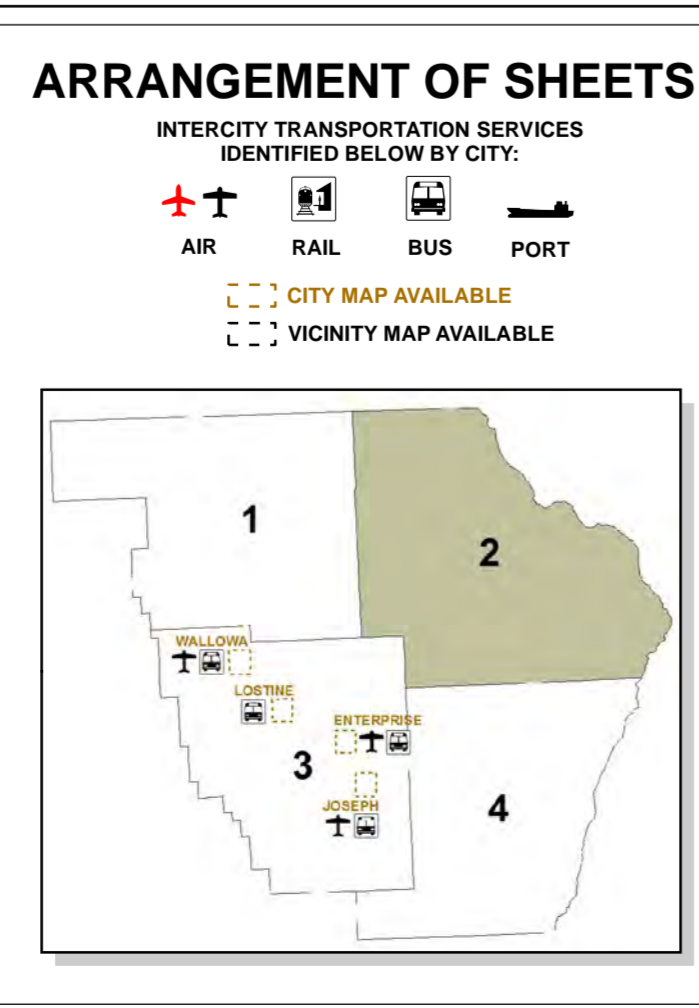 ARRANGEMENT OF SHEETS
INTERCITY TRANSPORTATION SERVICES
IDENTIFIED BELOW BY CITY:
AIR RAIL BUS PORT
CITY MAP AVAILABLE
VICINITY MAP AVAILABLE
1
2
WALLOWA
LOSTINE
ENTERPRISE
3
JOSEPH
4